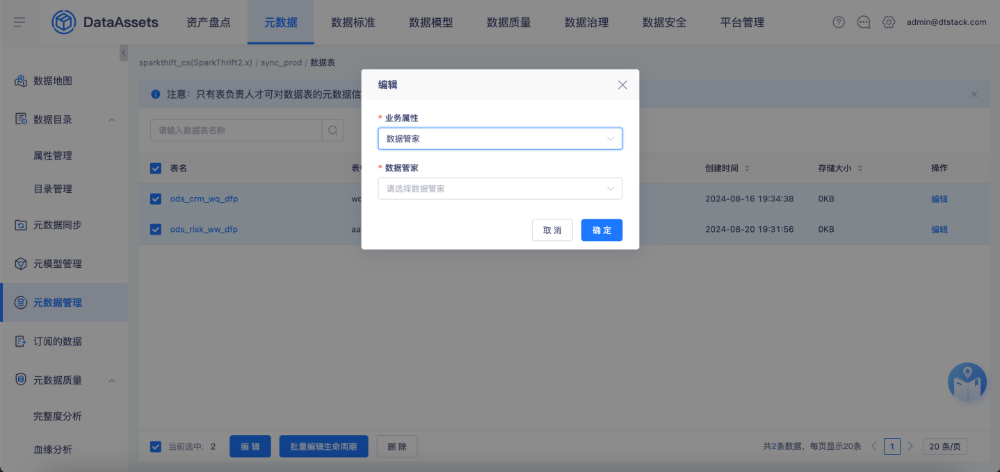 DataAssets 资产盘点 元数据 数据标准 数据模型 数据质量 数据治理 数据安全 平台管理 admin@dtstack.com
数据地图
数据目录
属性管理
目录管理
元数据同步
元模型管理
元数据管理
订阅的数据
元数据质量
完整度分析
血缘分析
sparkthift_cs(SparkThrift2.x) / sync_prod / 数据表
注意：只有表负责人才可对数据表的元数据信
请输入数据表名称
表名 创建时间 存储大小 操作
ods_crm_wq_dfp 2024-08-16 19:34:38 0KB 编辑
ods_risk_ww_dfp aa 2024-08-20 19:31:56 0KB 编辑
编辑
* 业务属性
数据管家
* 数据管家
请选择数据管家
取 消 确 定
当前选中: 2 编 辑 批量编辑生命周期 删 除 共2条数据，每页显示20条 1 20 条/页